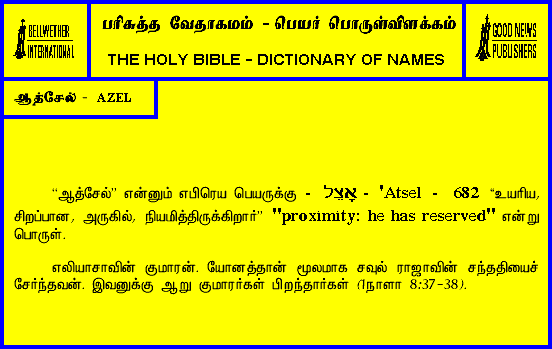 BELLWETHER
INTERNATIONAL
பரிசுத்த வேதாகமம் - பெயர் பொருள்விளக்கம்
THE HOLY BIBLE - DICTIONARY OF NAMES
GOOD NEWS
PUBLISHERS
ஆத்சேல் - AZEL
“ஆத்சேல்” என்னும் எபிரெய பெயருக்கு - אָצֵל - 'Atsel - 682 “உயரிய,
சிறப்பான, அருகில், நியமித்திருக்கிறார்” "proximity: he has reserved" என்று
பொருள்.
எலியாசாவின் குமாரன். யோனத்தான் மூலமாக சவுல் ராஜாவின் சந்ததியைச்
சேர்ந்தவன். இவனுக்கு ஆறு குமாரர்கள் பிறந்தார்கள் (1நாளா 8:37-38).